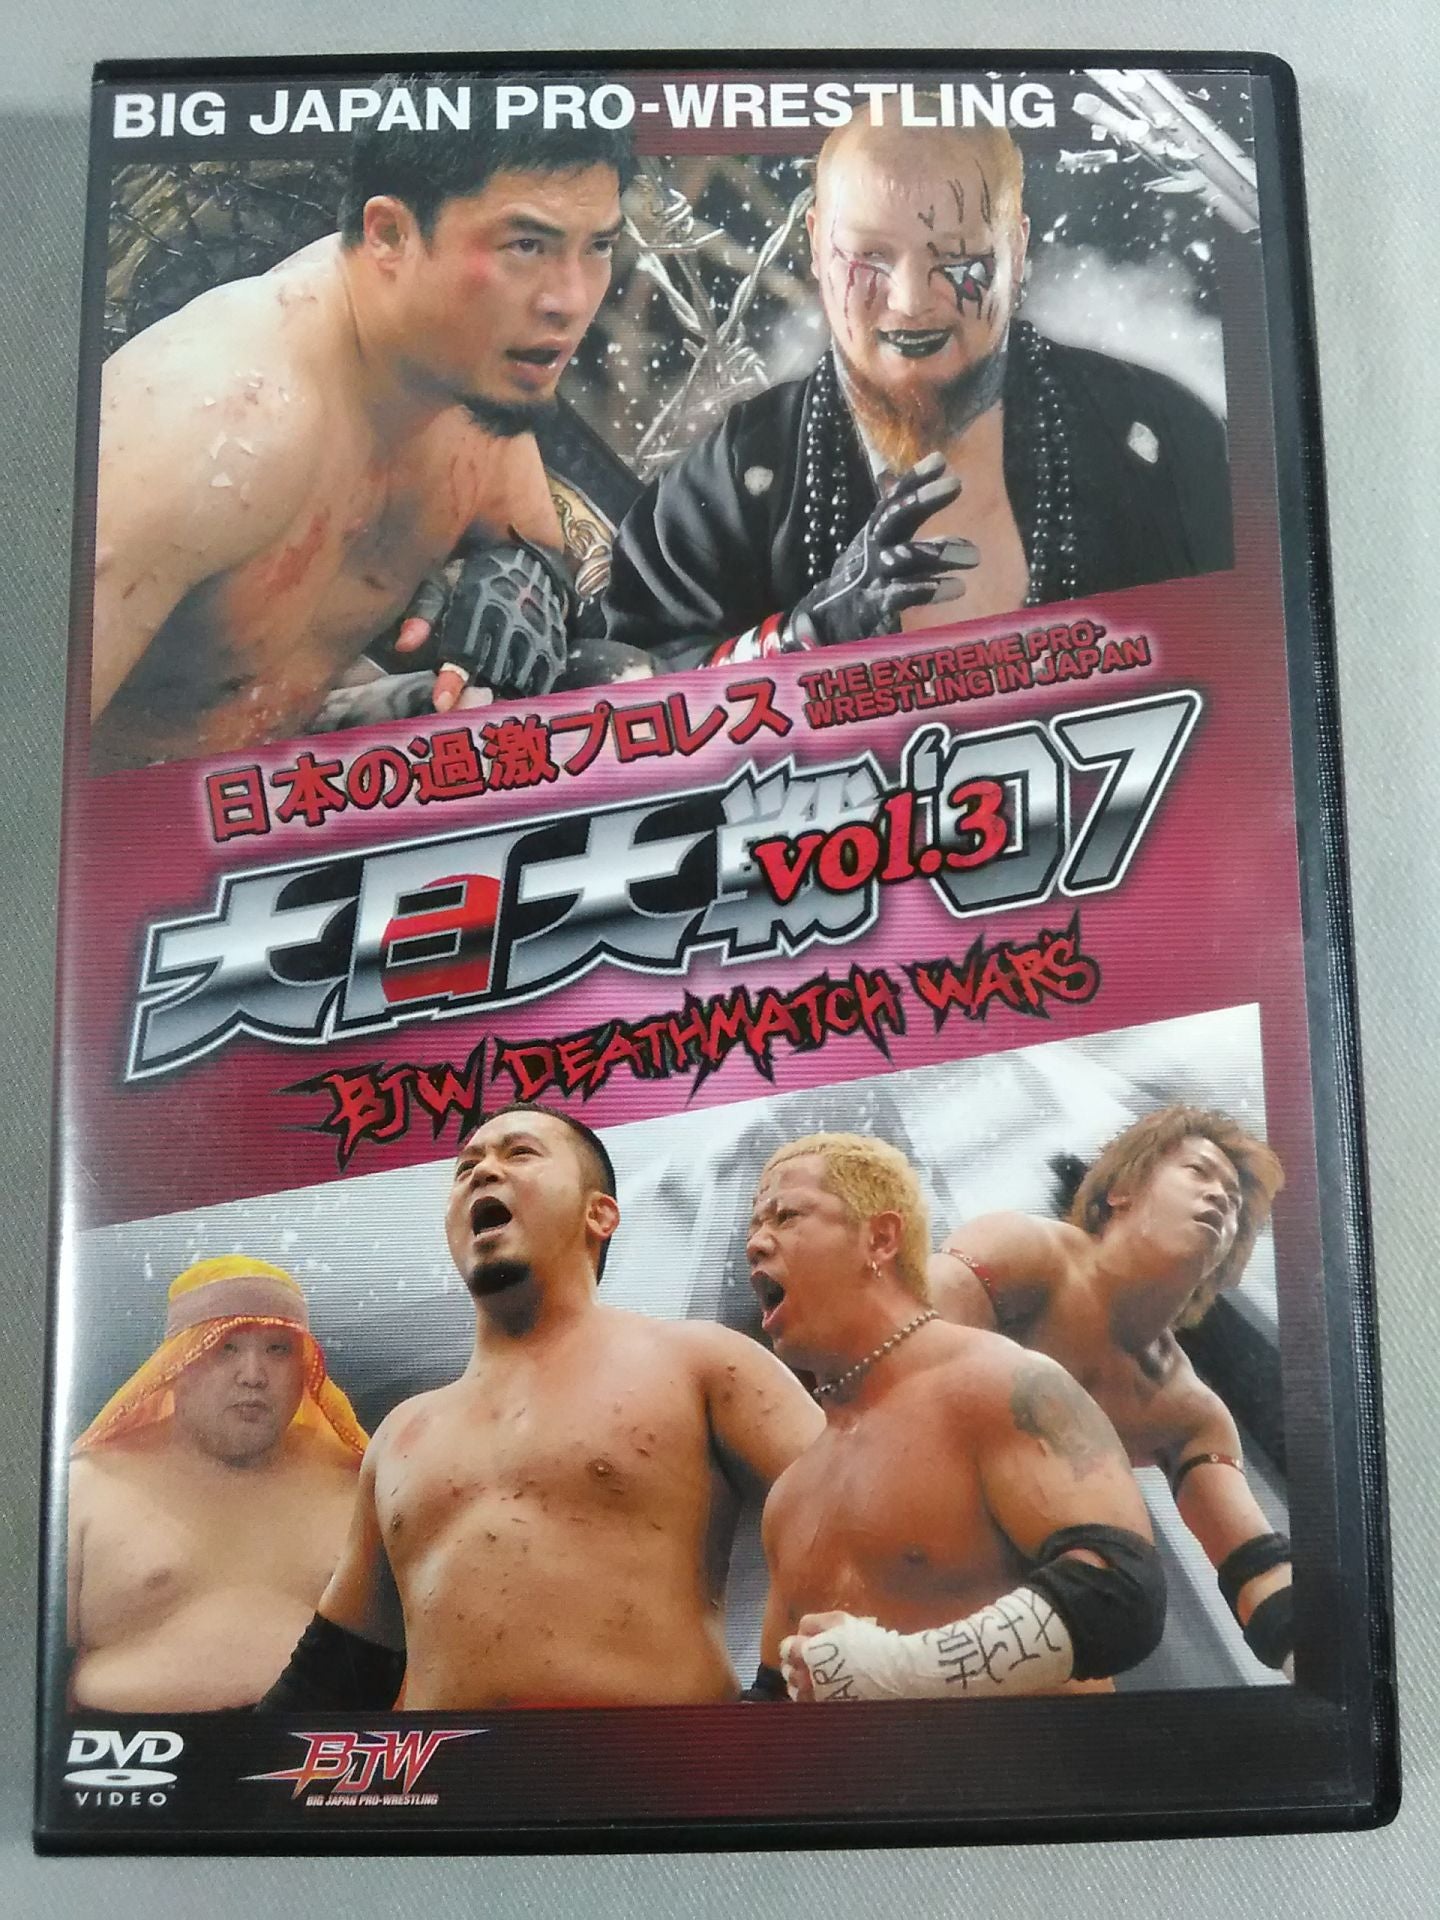 BIG JAPAN PRO-WRESTLING
日本の過激プロレス
THE EXTREME PRO-
WRESTLING IN JAPAN
大日大戦'07
vol.3
BJW DEATHMATCH WARS
ARU
DVD
VIDEO
BJW
BIG JAPAN PRO-WRESTLING